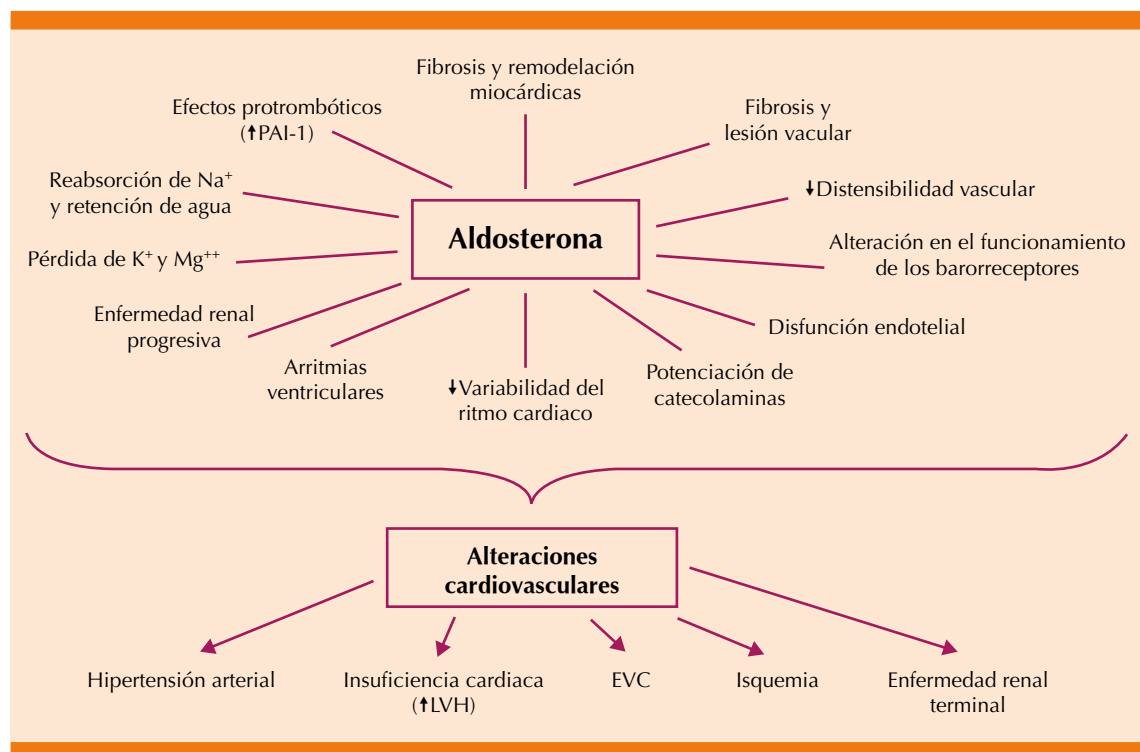 Fibrosis y remodelación
miocárdicas
Efectos protrombóticos
(↑PAI-1)
Fibrosis y
lesión vacular
Reabsorción de Na⁺
y retención de agua
↓Distensibilidad vascular
Aldosterona
Alteración en el funcionamiento
de los barorreceptores
Pérdida de K⁺ y Mg⁺⁺
Enfermedad renal
progresiva
Disfunción endotelial
Arritmias
ventriculares
↓Variabilidad del
ritmo cardiaco
Potenciación de
catecolaminas
Alteraciones
cardiovasculares
Hipertensión arterial
Insuficiencia cardiaca
(↑LVH)
EVC
Isquemia
Enfermedad renal
terminal